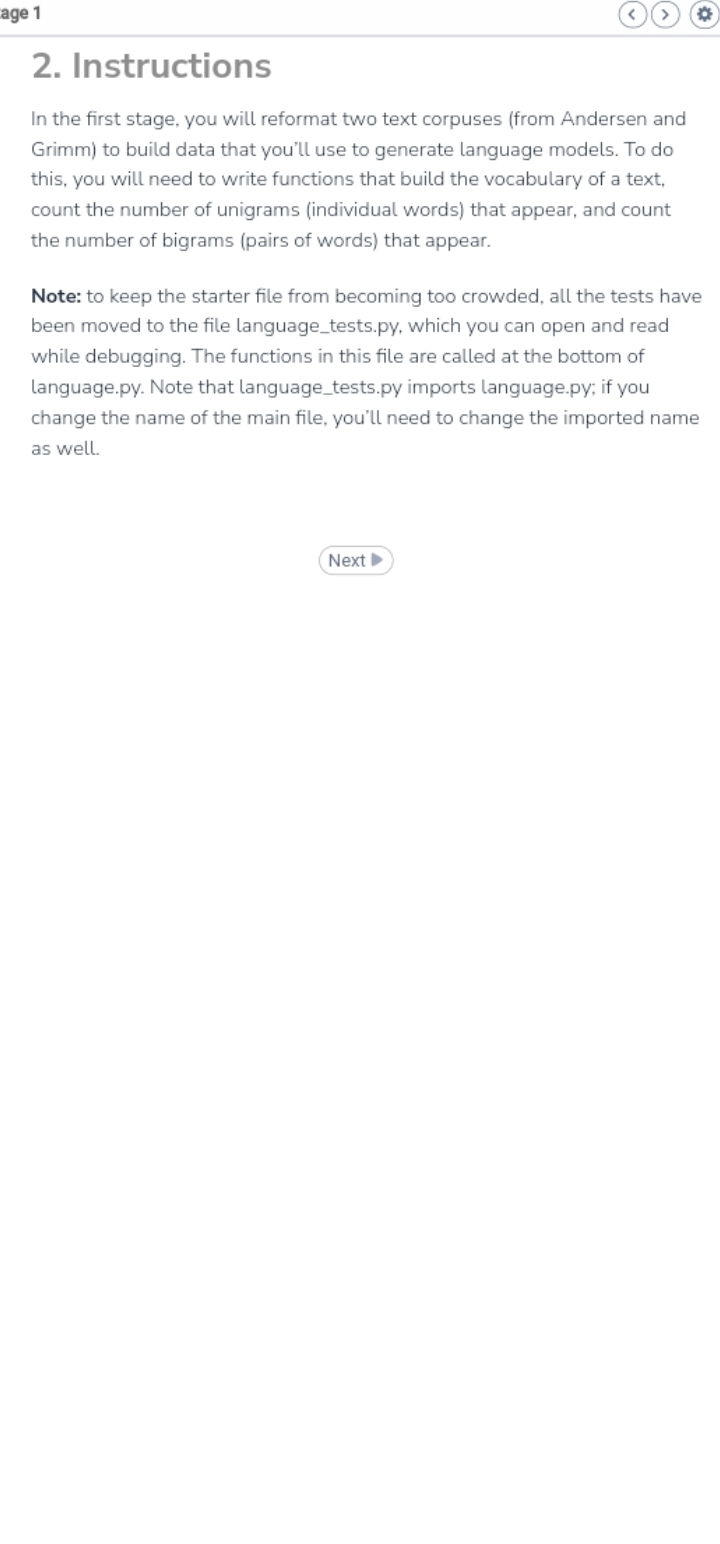 age 1
2. Instructions
In the first stage, you will reformat two text corpuses (from Andersen and
Grimm) to build data that you'll use to generate language models. To do
this, you will need to write functions that build the vocabulary of a text,
count the number of unigrams (individual words) that appear, and count
the number of bigrams (pairs of words) that appear.
Note: to keep the starter file from becoming too crowded, all the tests have
been moved to the file language_tests.py, which you can open and read
while debugging. The functions in this file are called at the bottom of
language.py. Note that language_tests.py imports language.py; if you
change the name of the main file, you'll need to change the imported name
as well.
Next